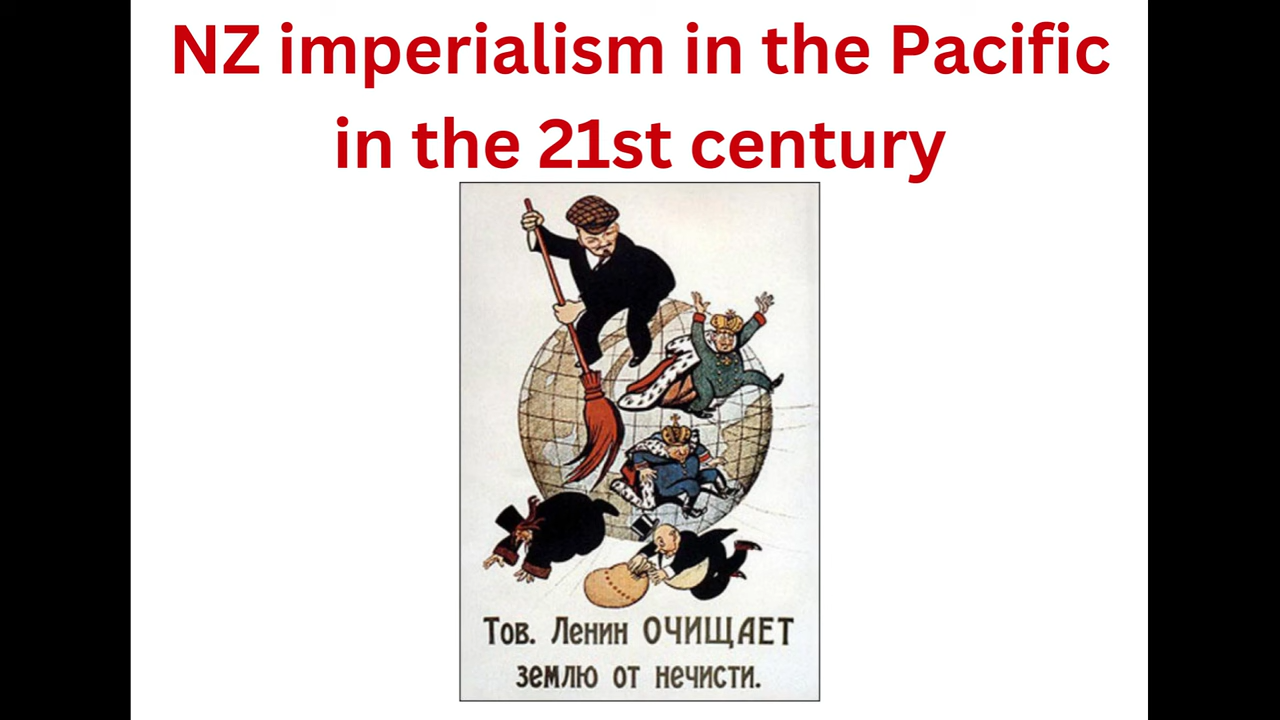 NZ imperialism in the Pacific
in the 21st century
Тов. Ленин ОЧИЩАЕТ
землю от нечисти.